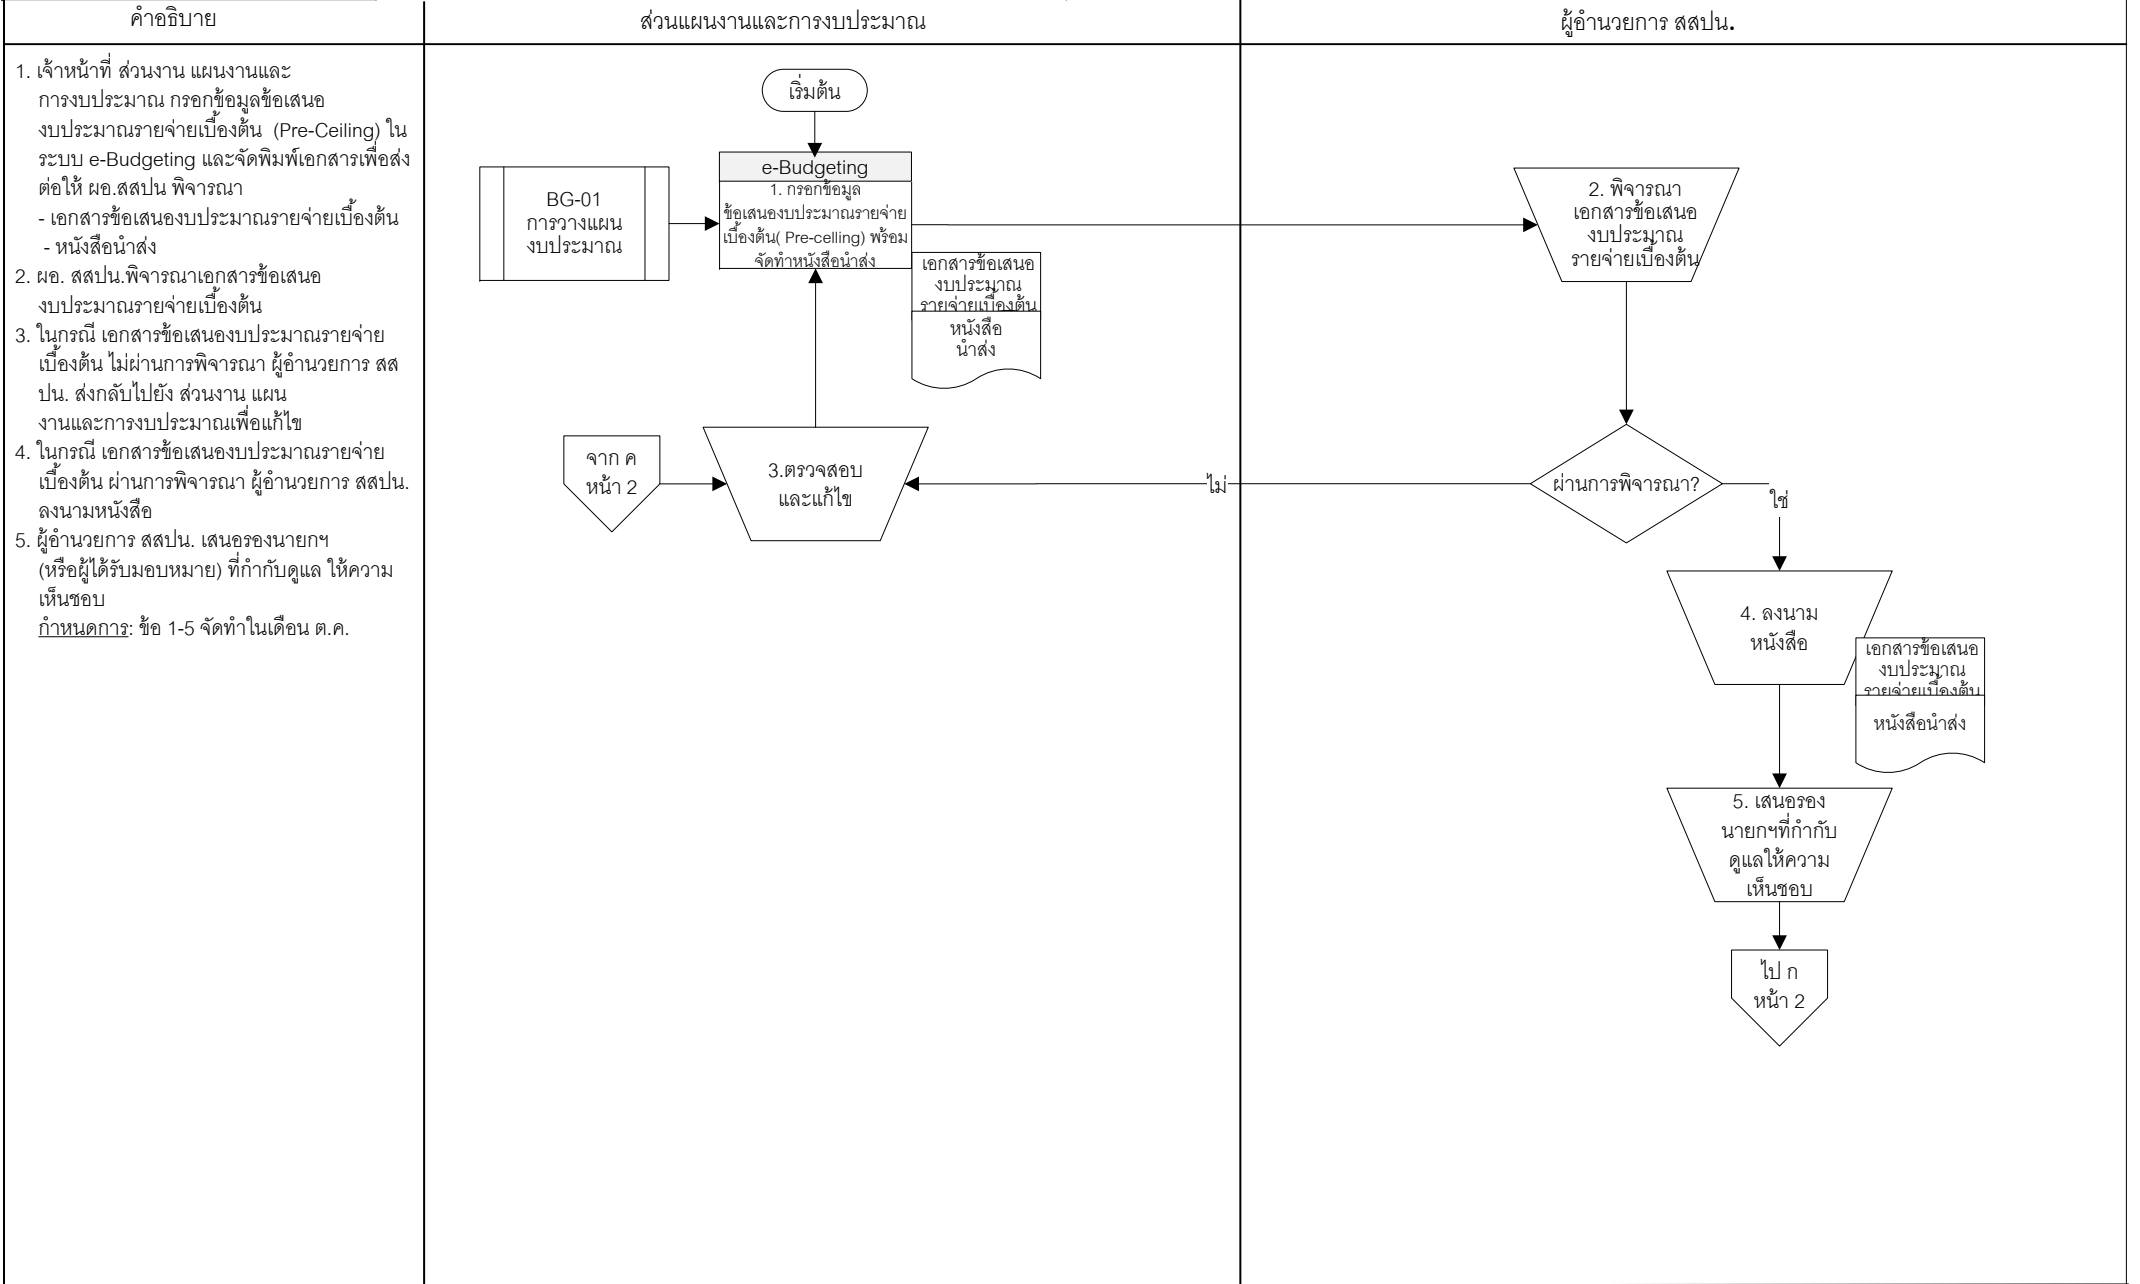 คำอธิบาย
ส่วนแผนงานและการงบประมาณ
ผู้อำนวยการ สสปน.
1. เจ้าหน้าที่ ส่วนงาน แผนงานและ
การงบประมาณ กรอกข้อมูลข้อเสนอ
งบประมาณรายจ่ายเบื้องต้น (Pre-Ceiling) ใน
ระบบ e-Budgeting และจัดพิมพ์เอกสารเพื่อส่ง
ต่อให้ ผอ.สสปน พิจารณา
- เอกสารข้อเสนองบประมาณรายจ่ายเบื้องต้น
- หนังสือนำส่ง
2. ผอ. สสปน.พิจารณาเอกสารข้อเสนอ
งบประมาณรายจ่ายเบื้องต้น
3. ในกรณี เอกสารข้อเสนองบประมาณรายจ่าย
เบื้องต้น ไม่ผ่านการพิจารณา ผู้อำนวยการ สส
ปน. ส่งกลับไปยัง ส่วนงาน แผน
งานและการงบประมาณเพื่อแก้ไข
4. ในกรณี เอกสารข้อเสนองบประมาณรายจ่าย
เบื้องต้น ผ่านการพิจารณา ผู้อำนวยการ สสปน.
ลงนามหนังสือ
5. ผู้อำนวยการ สสปน. เสนอรองนายกฯ
(หรือผู้ได้รับมอบหมาย) ที่กำกับดูแล ให้ความ
เห็นชอบ
กำหนดการ: ข้อ 1-5 จัดทำในเดือน ต.ค.
เริ่มต้น
BG-01
การวางแผน
งบประมาณ
e-Budgeting
1. กรอกข้อมูล
ข้อเสนองบประมาณรายจ่าย
เบื้องต้น( Pre-celling) พร้อม
จัดทำหนังสือนำส่ง
เอกสารข้อเสนอ
งบประมาณ
รายจ่ายเบื้องต้น
หนังสือ
นำส่ง
2. พิจารณา
เอกสารข้อเสนอ
งบประมาณ
รายจ่ายเบื้องต้น
จาก ค
หน้า 2
3.ตรวจสอบ
และแก้ไข
ไม่
ผ่านการพิจารณา?
ใช่
4. ลงนาม
หนังสือ
เอกสารข้อเสนอ
งบประมาณ
รายจ่ายเบื้องต้น
หนังสือนำส่ง
5. เสนอรอง
นายกฯที่กำกับ
ดูแลให้ความ
เห็นชอบ
ไป ก
หน้า 2